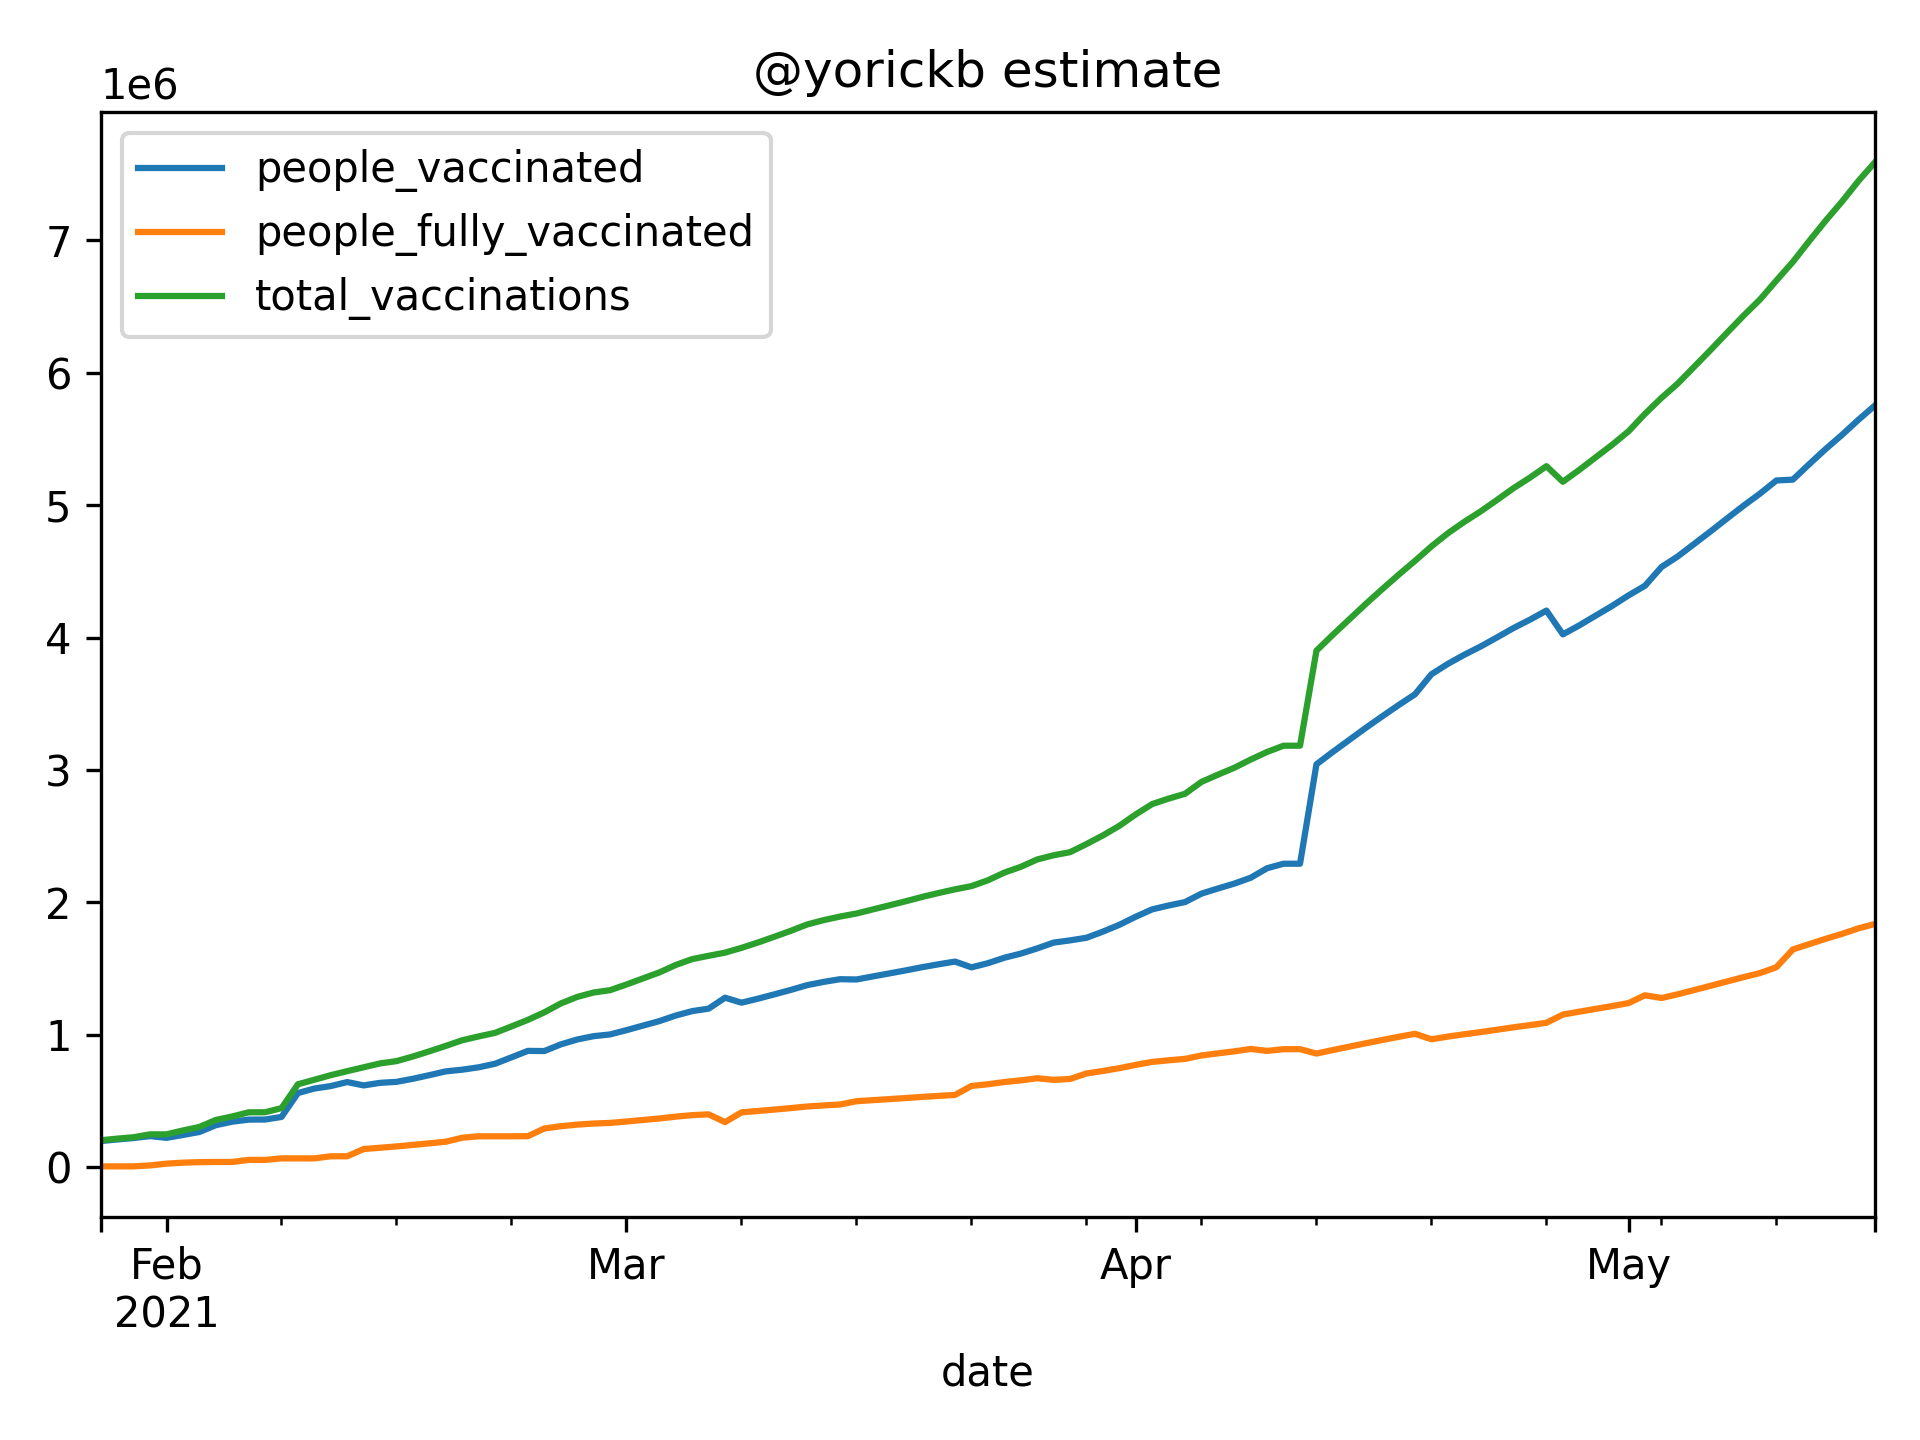 @yorickb estimate
1e6
people_vaccinated
people_fully_vaccinated
total_vaccinations
7
6
5
4
3
2
1
0
Feb Mar Apr May
2021
date